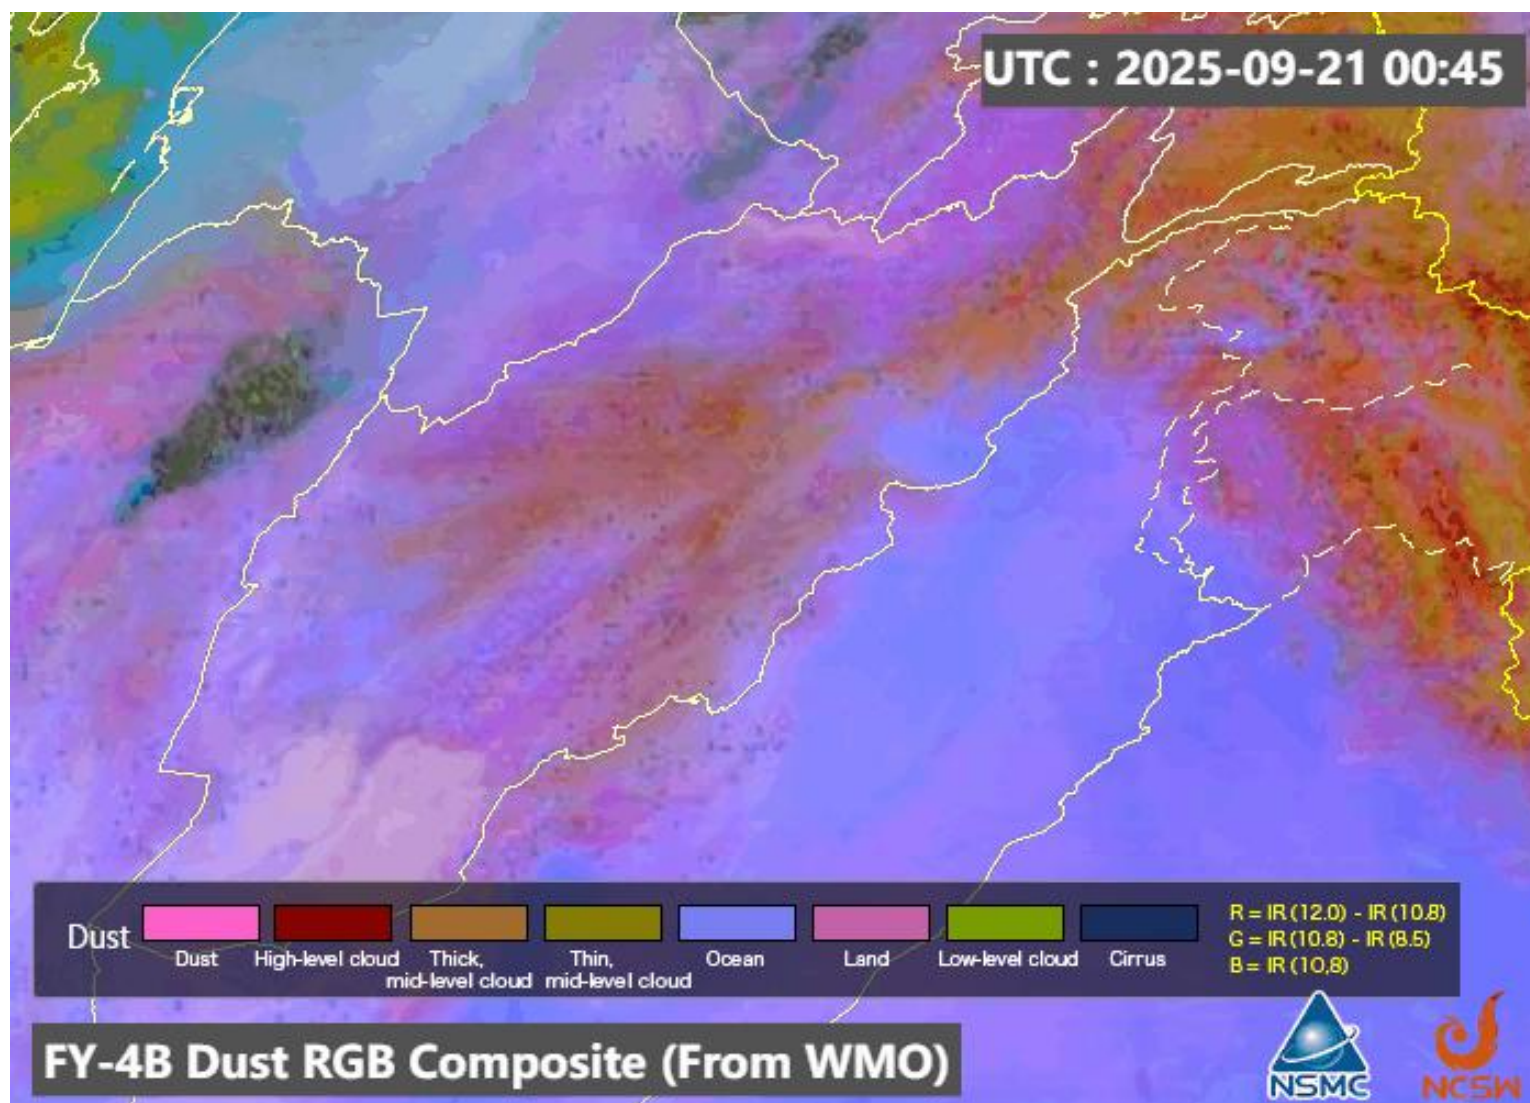 UTC : 2025-09-21 00:45
Dust
Dust
High-level cloud
Thick,
mid-level cloud
Thin,
mid-level cloud
Ocean
Land
Low-level cloud
Cirrus
R = IR (12.0) - IR (10.8)
G = IR (10.8) - IR (8.5)
B = IR (10.8)
FY-4B Dust RGB Composite (From WMO)
NSMC
NCSW